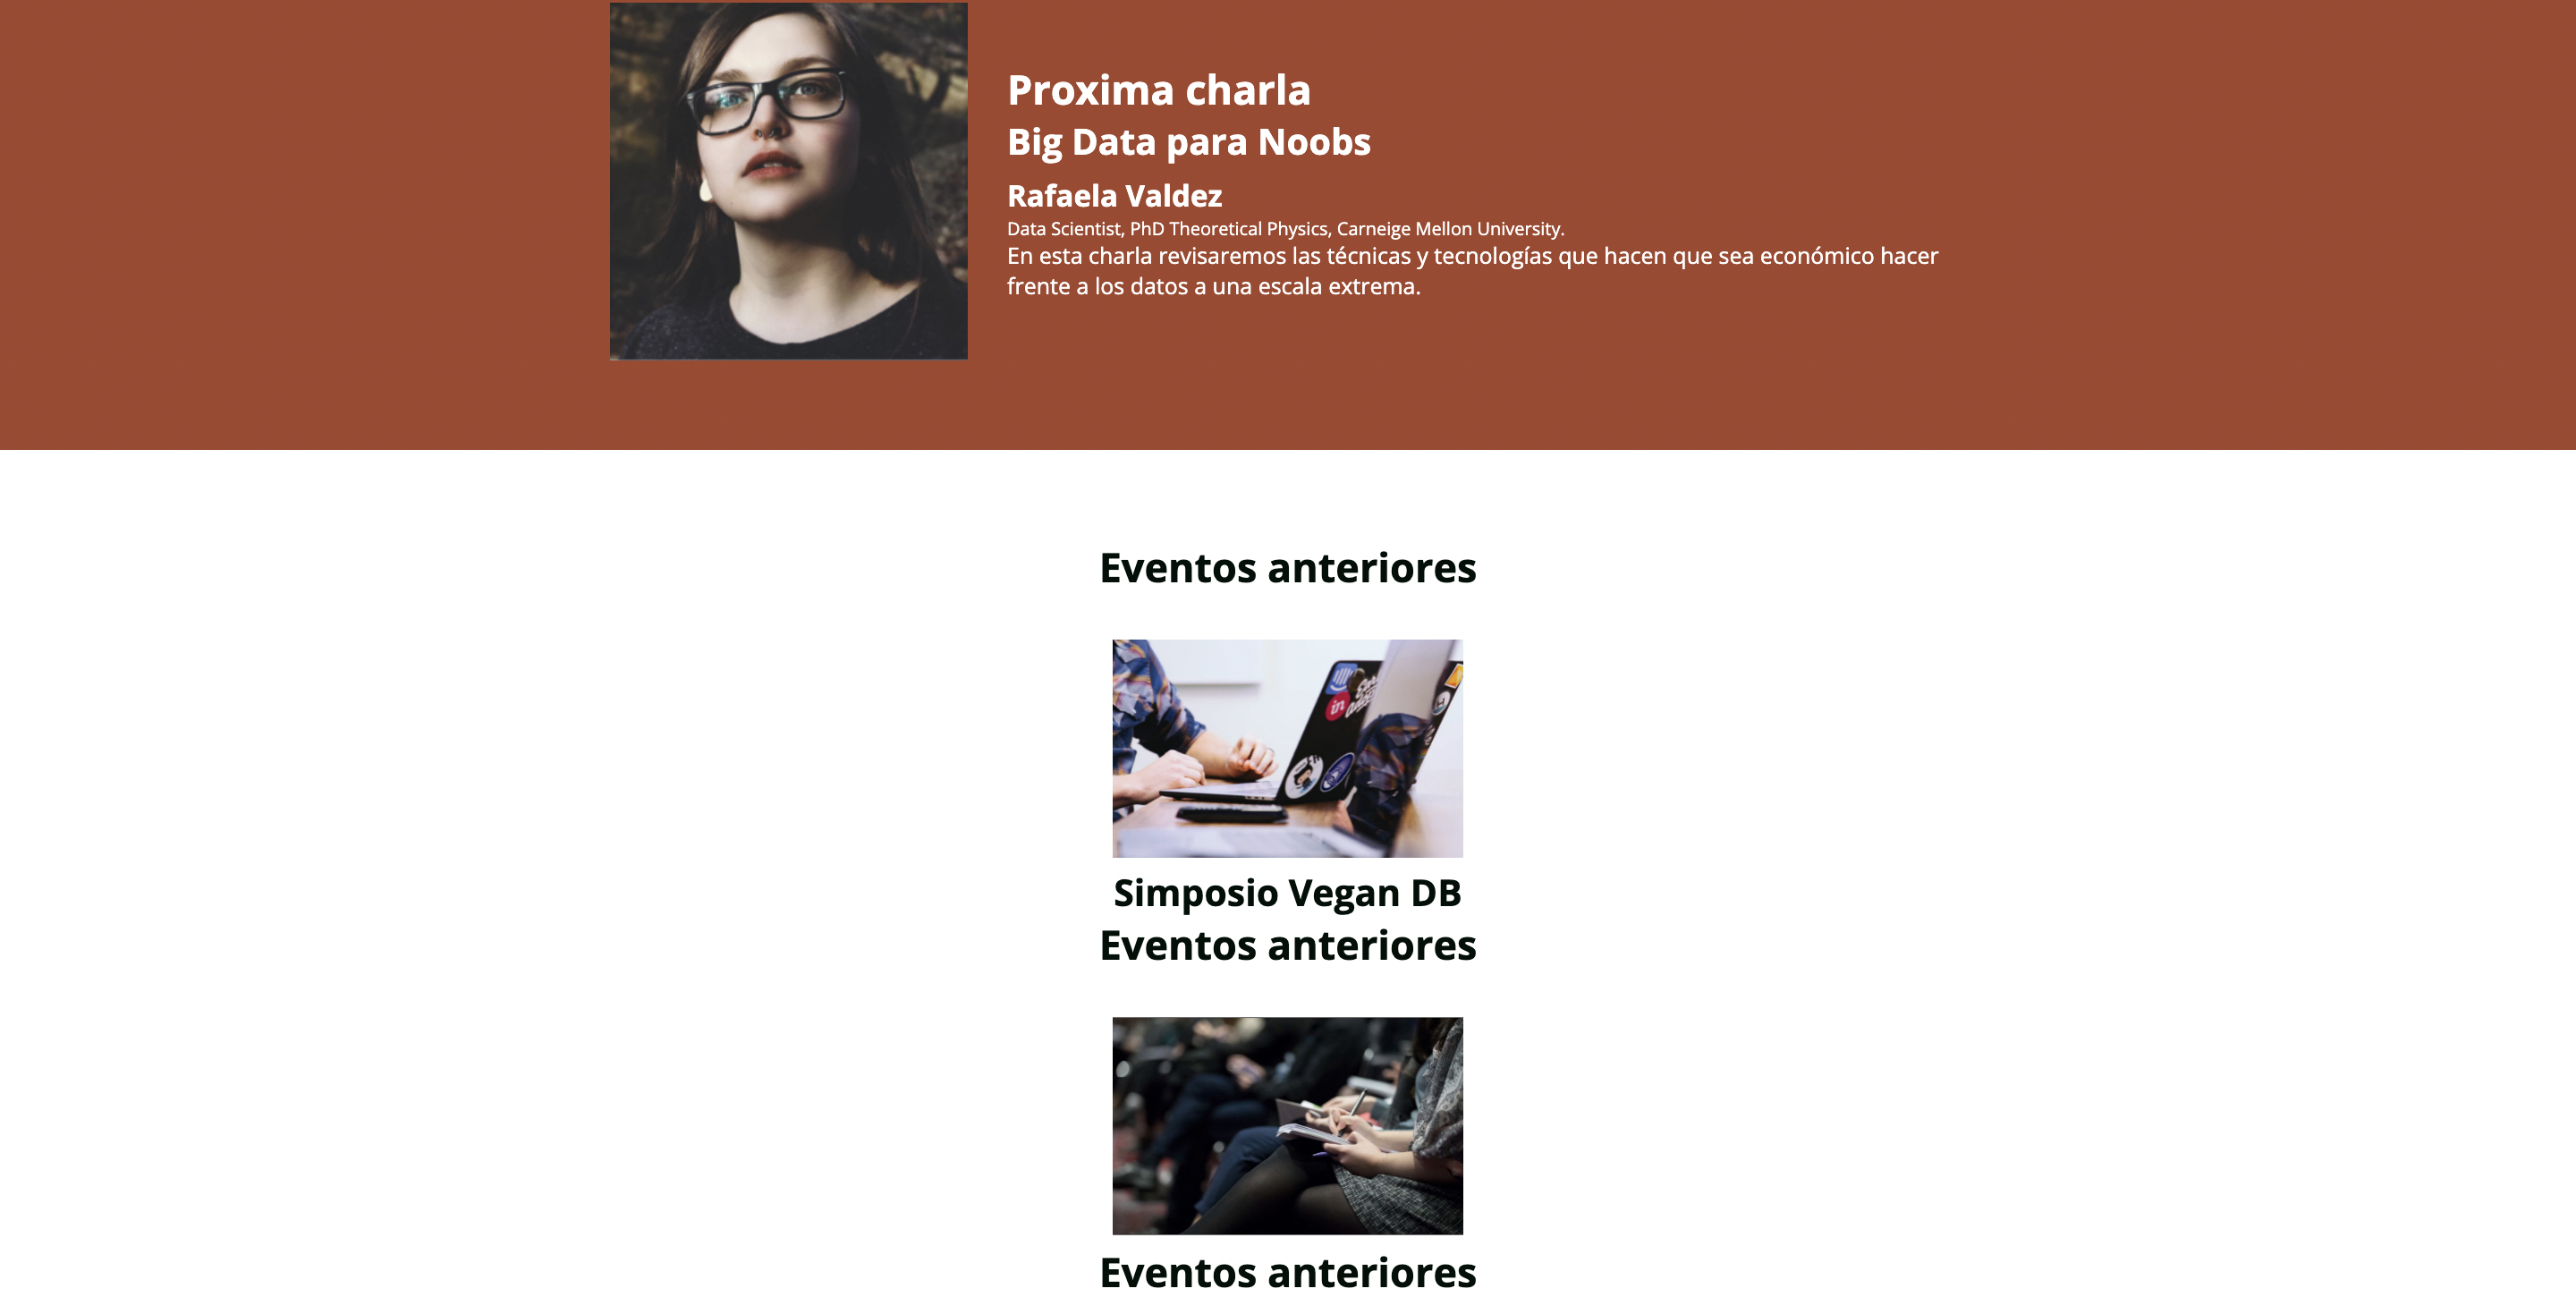 Proxima charla
Big Data para Noobs
Rafaela Valdez
Data Scientist, PhD Theoretical Physics, Carneige Mellon University.
En esta charla revisaremos las técnicas y tecnologías que hacen que sea económico hacer
frente a los datos a una escala extrema.
Eventos anteriores
in
Simposio Vegan DB
Eventos anteriores
Eventos anteriores